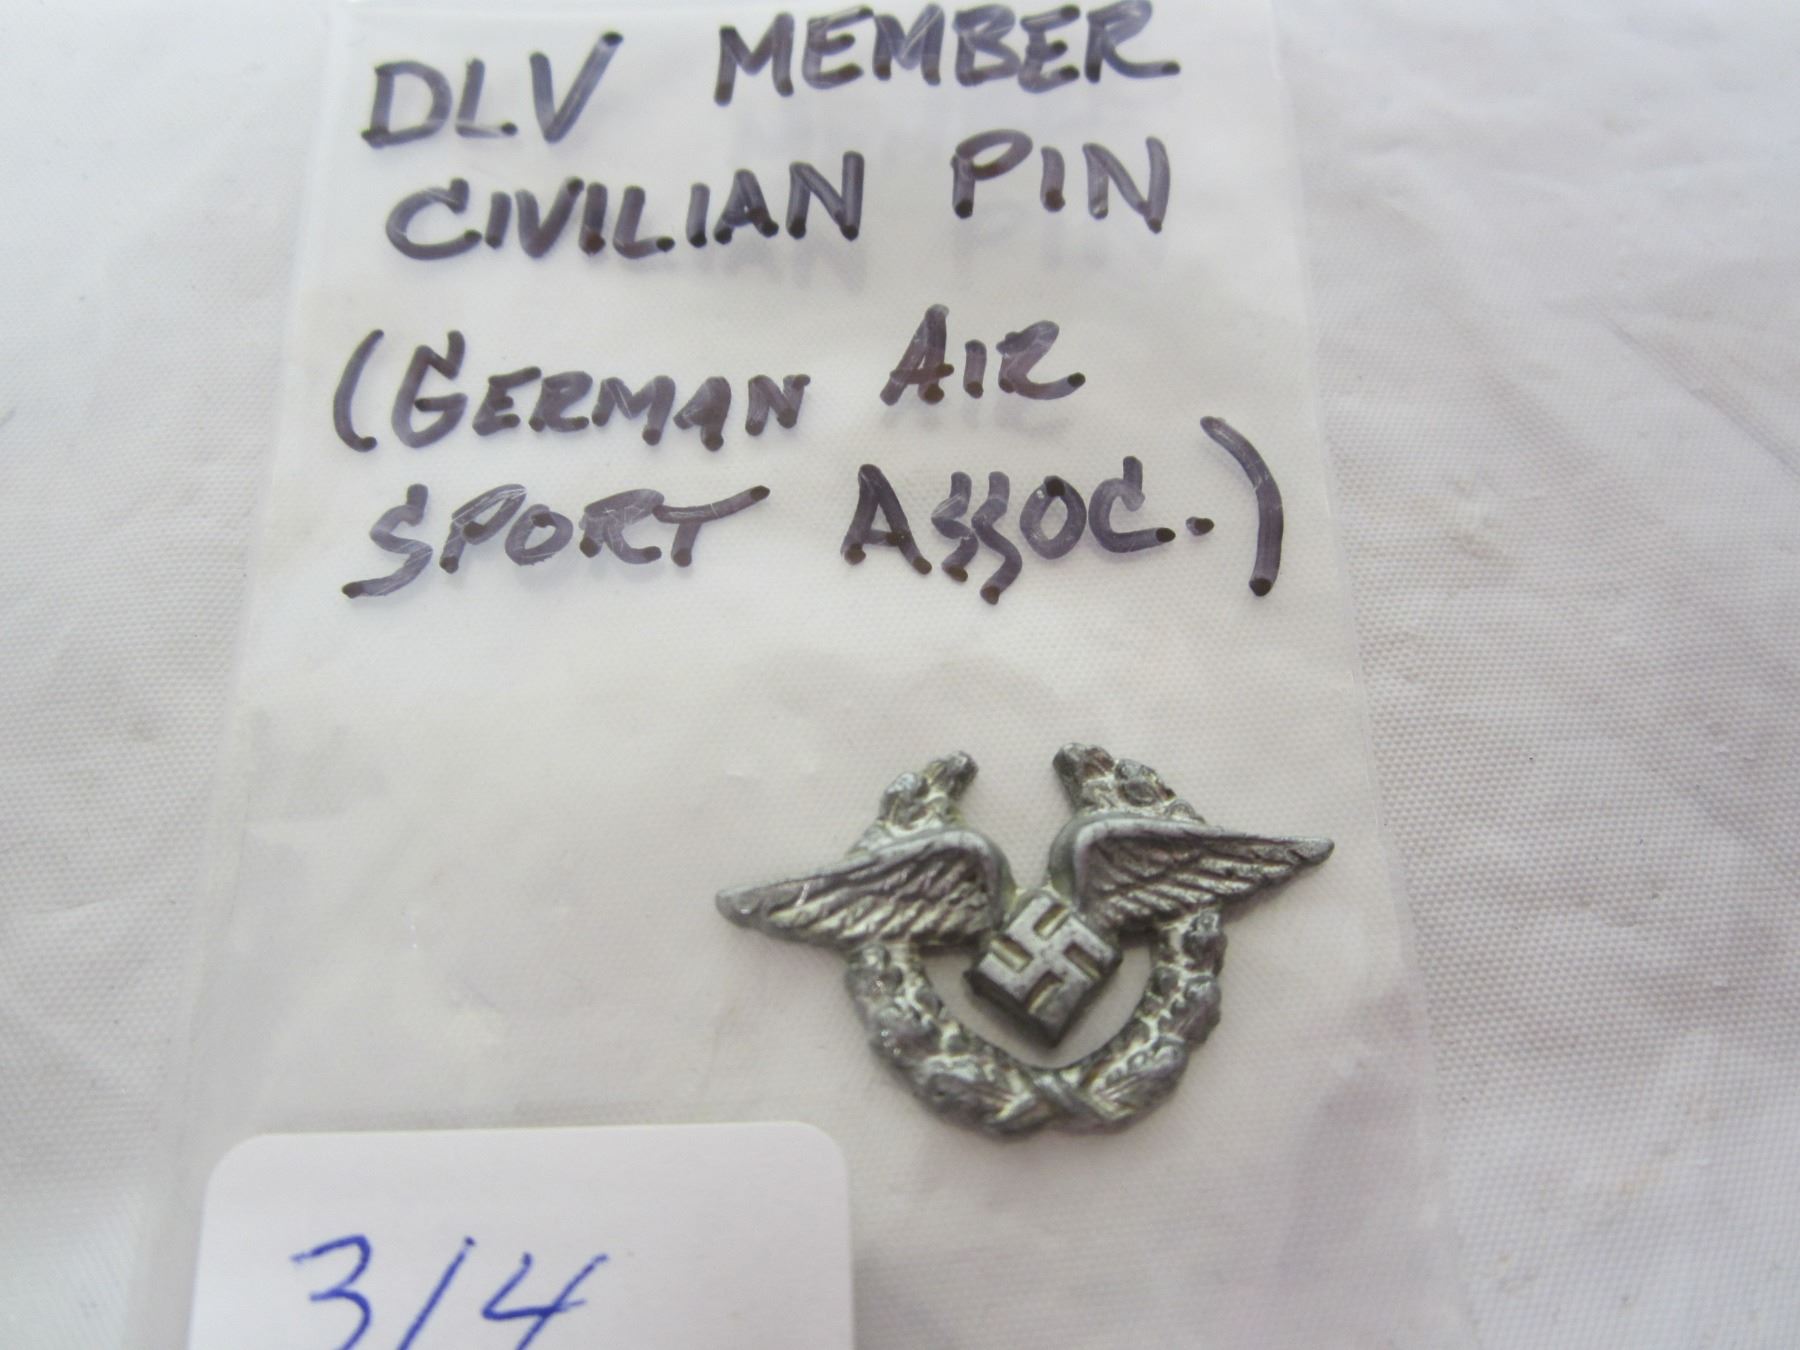 DLV MEMBER
CIVILIAN PIN
(GERMAN AIR
SPORT ASSOC.)
314